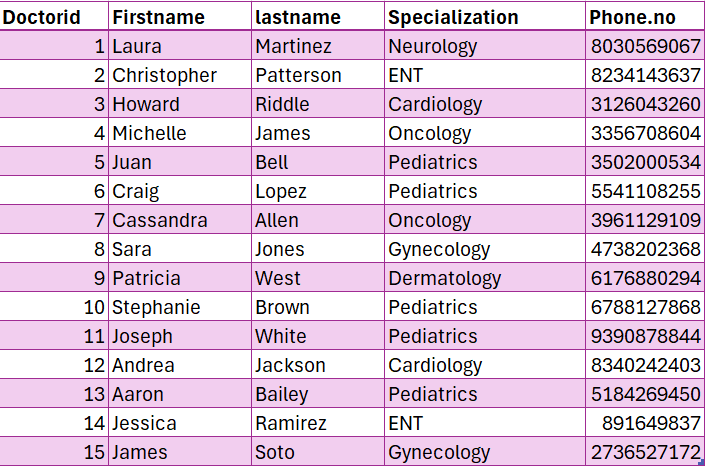 Doctorid Firstname lastname Specialization Phone.no
1 Laura Martinez Neurology 8030569067
2 Christopher Patterson ENT 8234143637
3 Howard Riddle Cardiology 3126043260
4 Michelle James Oncology 3356708604
5 Juan Bell Pediatrics 3502000534
6 Craig Lopez Pediatrics 5541108255
7 Cassandra Allen Oncology 3961129109
8 Sara Jones Gynecology 4738202368
9 Patricia West Dermatology 6176880294
10 Stephanie Brown Pediatrics 6788127868
11 Joseph White Pediatrics 9390878844
12 Andrea Jackson Cardiology 8340242403
13 Aaron Bailey Pediatrics 5184269450
14 Jessica Ramirez ENT 891649837
15 James Soto Gynecology 2736527172